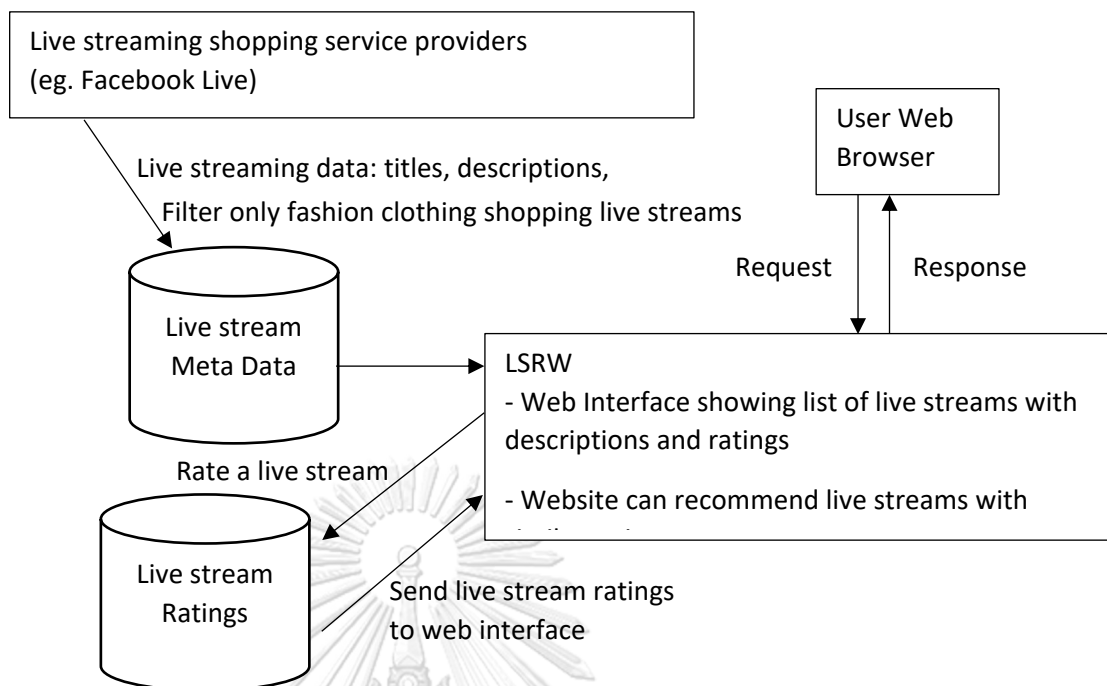 Live streaming shopping service providers
(eg. Facebook Live)
User Web
Browser
Live streaming data: titles, descriptions,
Filter only fashion clothing shopping live streams
Request
Response
Live stream
Meta Data
LSRW
- Web Interface showing list of live streams with
descriptions and ratings
- Website can recommend live streams with
Rate a live stream
Live stream
Ratings
Send live stream ratings
to web interface